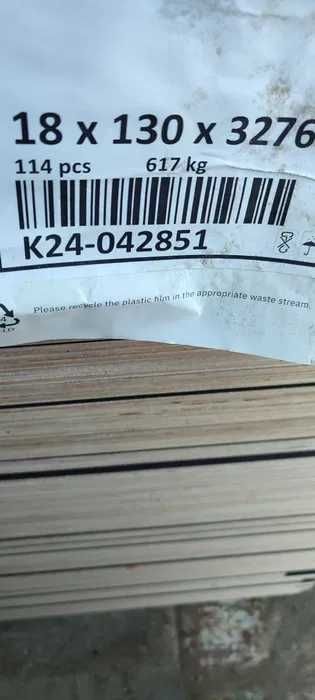 18 x 130 x 3276
114 pcs 617 kg
K24-042851
Please recycle the plastic film in the appropriate waste stream.
4